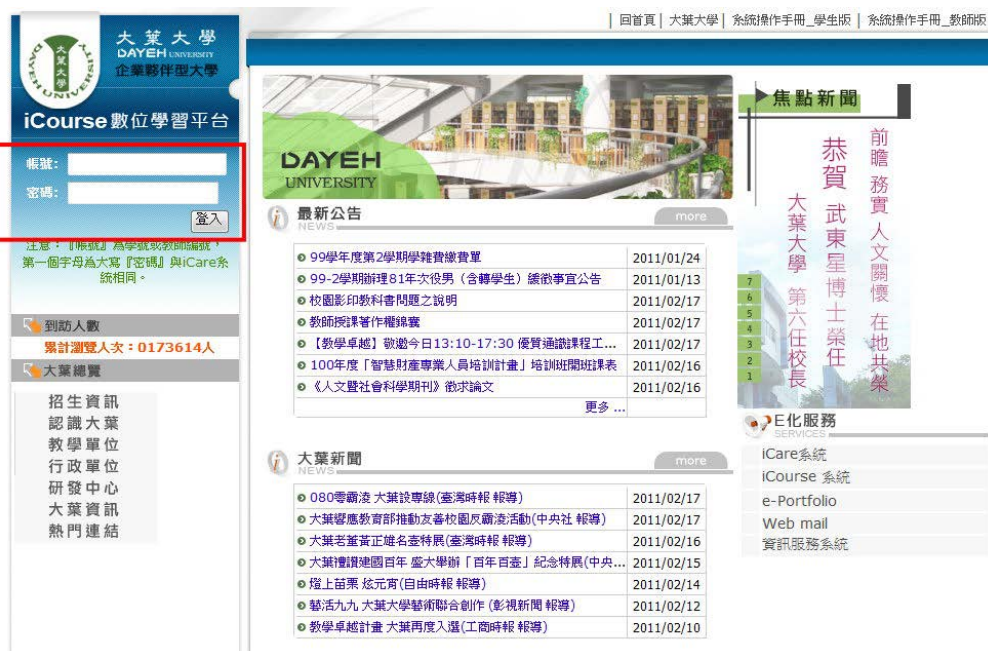 回首頁│大葉大學│系統操作手冊_學生版│系統操作手冊_教師版
大葉大學
DAYEH UNIVERSITY
企業夥伴型大學
iCourse數位學習平台
帳號:
密碼:
登入
注意：『帳號』為學號或教師編號，
第一個字母為大寫『密碼』與iCare系
統相同。
到訪人數
累計瀏覽人次：0173614人
大葉總覽
招生資訊
認識大葉
教學單位
行政單位
研發中心
大葉資訊
熱門連結
DAYEH
UNIVERSITY
最新公告
NEWS
more
99學年度第2學期學雜費繳費單 2011/01/24
99-2學期辦理81年次役男（含轉學生）緩徵事宜公告 2011/01/13
校園影印教科書問題之說明 2011/02/17
教師授課著作權錦囊 2011/02/17
【教學卓越】敬邀今日13:10-17:30 優質通識課程工... 2011/02/17
100年度「智慧財產專業人員培訓計畫」培訓班開班課表 2011/02/16
《人文暨社會科學期刊》徵求論文 2011/02/16
更多 ...
大葉新聞
NEWS
more
080零霸凌 大葉設專線(臺灣時報 報導) 2011/02/17
大葉響應教育部推動友善校園反霸凌活動(中央社 報導) 2011/02/17
大葉老董黃正雄名壺特展(臺灣時報 報導) 2011/02/16
大葉禮讚建國百年 盛大舉辦「百年百壺」紀念特展(中央... 2011/02/15
燈上苗栗 炫元宵(自由時報 報導) 2011/02/14
藝活九九 大葉大學藝術聯合創作 (影視新聞 報導) 2011/02/12
教學卓越計畫 大葉再度入選(工商時報 報導) 2011/02/10
焦點新聞
前瞻 務實 人文關懷 在地共榮
恭賀 武東星博士榮任
大葉大學 第六任校長
7
6
5
4
3
2
1
E化服務
SERVICES
iCare系統
iCourse 系統
e-Portfolio
Web mail
資訊服務系統